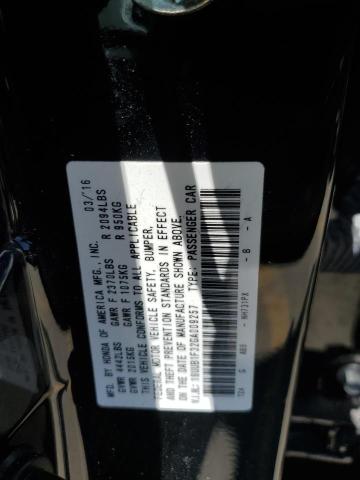 MFD. BY HONDA OF AMERICA MFG., INC. 03/16
GVWR 4442LBS GAWR F 2370LBS R 2094LBS
GVWR 2015KG GAWR F 1075KG R 950KG
THIS VEHICLE CONFORMS TO ALL APPLICABLE
FEDERAL MOTOR VEHICLE SAFETY, BUMPER,
AND THEFT PREVENTION STANDARDS IN EFFECT
ON THE DATE OF MANUFACTURE SHOWN ABOVE.
TYPE: PASSENGER CAR
NH731PX - B - A